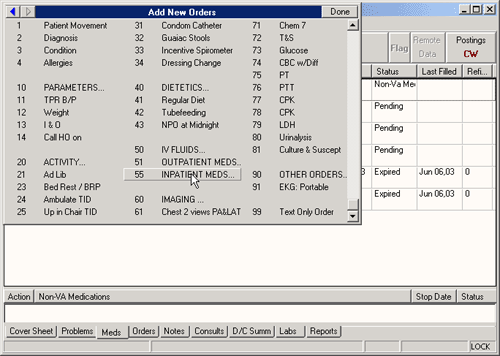 Add New Orders Done
1 Patient Movement 31 Condom Catheter 71 Chem 7
2 Diagnosis 32 Guaiac Stools 72 T&S
3 Condition 33 Incentive Spirometer 73 Glucose
4 Allergies 34 Dressing Change 74 CBC w/Diff
75 PT
10 PARAMETERS... 40 DIETETICS... 76 PTT
11 TPR B/P 41 Regular Diet 77 CPK
12 Weight 42 Tubefeeding 78 CPK
13 I & O 43 NPO at Midnight 79 LDH
14 Call HO on 80 Urinalysis
50 IV FLUIDS... 81 Culture & Suscept
20 ACTIVITY... 51 OUTPATIENT MEDS..
21 Ad Lib 55 INPATIENT MEDS... 90 OTHER ORDERS...
23 Bed Rest / BRP 91 EKG: Portable
24 Ambulate TID 60 IMAGING ...
25 Up in Chair TID 61 Chest 2 views PA&LAT 99 Text Only Order
Flag
Remote Data
Postings
CW
Status Last Filled Refi...
Non-Va Mec
Pending
Pending
Pending
3 Expired Jun 06,03 0
Expired Jun 06,03 0
Action Non-VA Medications Stop Date Status
Cover Sheet Problems Meds Orders Notes Consults D/C Summ Labs Reports
LOCK